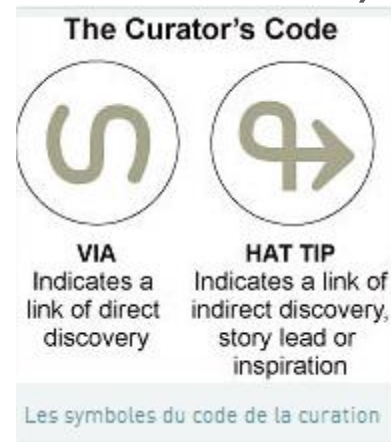 The Curator's Code
VIA
Indicates a
link of direct
discovery
HAT TIP
Indicates a link of
indirect discovery,
story lead or
inspiration
Les symboles du code de la curation